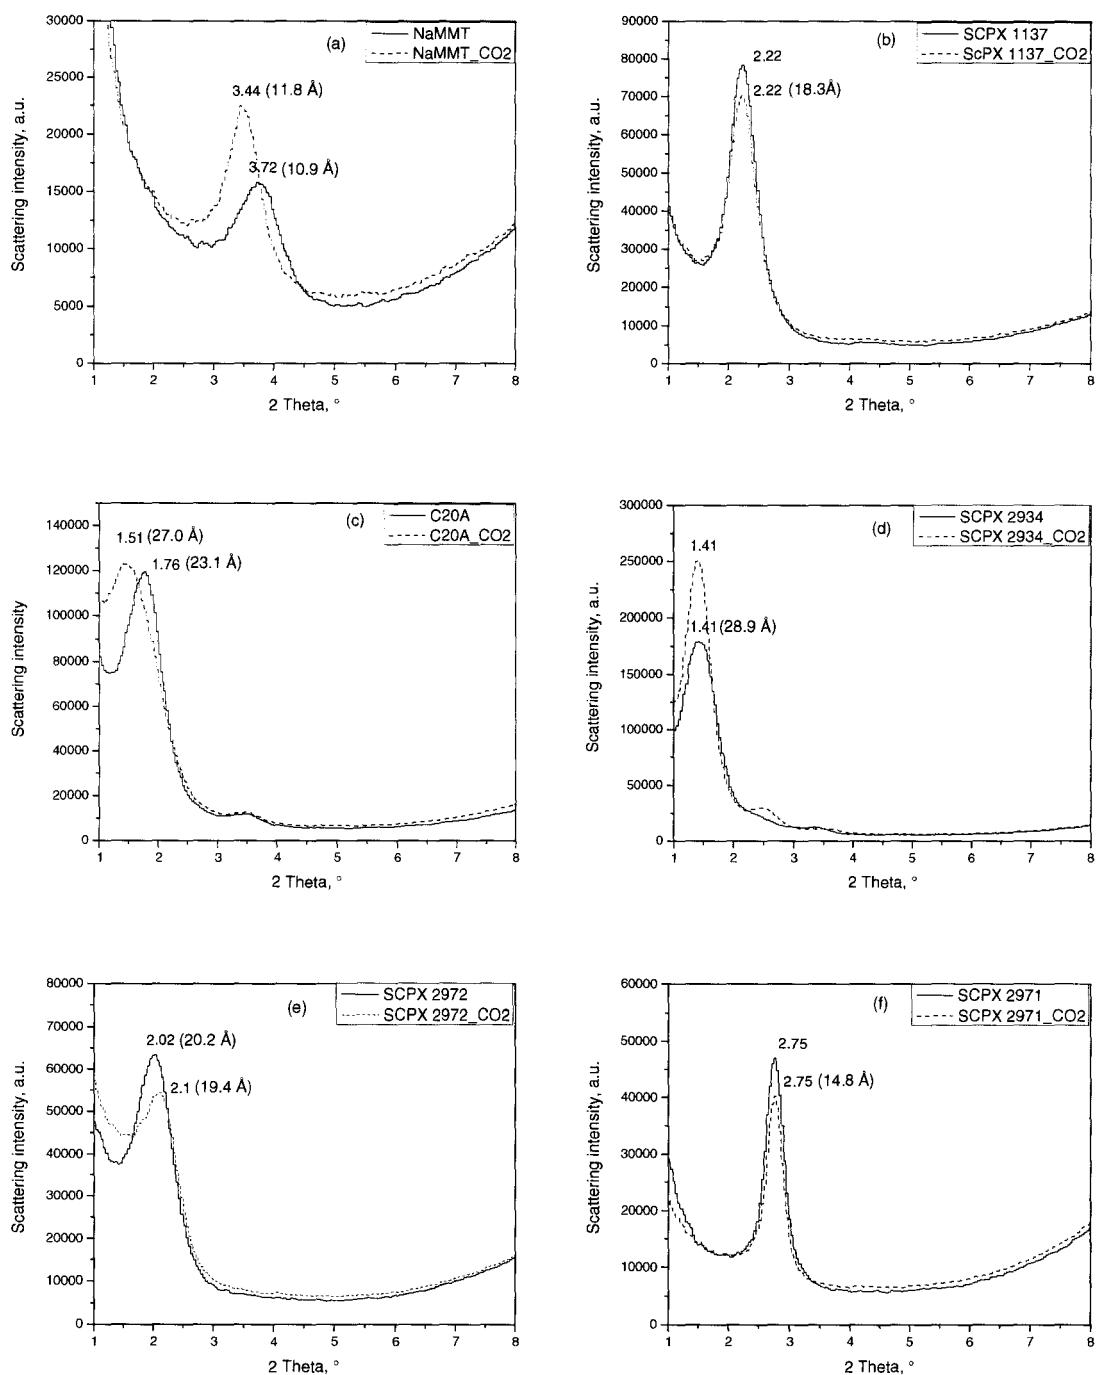 (a)
NaMMT
NaMMT_CO2
3.44 (11.8 Å)
3.72 (10.9 Å)
30000
25000
20000
15000
10000
5000
0
Scattering intensity, a.u.
1 2 3 4 5 6 7 8
2 Theta, °
(b)
SCPX 1137
ScPX 1137_CO2
2.22
2.22 (18.3Å)
90000
80000
70000
60000
50000
40000
30000
20000
10000
0
Scattering intensity, a.u.
1 2 3 4 5 6 7 8
2 Theta, °
(c)
C20A
C20A_CO2
1.51 (27.0 Å)
1.76 (23.1 Å)
140000
120000
100000
80000
60000
40000
20000
0
Scattering intensity
1 2 3 4 5 6 7 8
2 Theta, °
(d)
SCPX 2934
SCPX 2934_CO2
1.41
1.41 (28.9 Å)
300000
250000
200000
150000
100000
50000
0
Scattering intensity, a.u.
1 2 3 4 5 6 7 8
2 Theta, °
(e)
SCPX 2972
SCPX 2972_CO2
2.02 (20.2 Å)
2.1 (19.4 Å)
80000
70000
60000
50000
40000
30000
20000
10000
0
Scattering intensity, a.u.
1 2 3 4 5 6 7 8
2 Theta, °
(f)
SCPX 2971
SCPX 2971_CO2
2.75
2.75 (14.8 Å)
60000
50000
40000
30000
20000
10000
0
Scattering intensity, a.u.
1 2 3 4 5 6 7 8
2 Theta, °